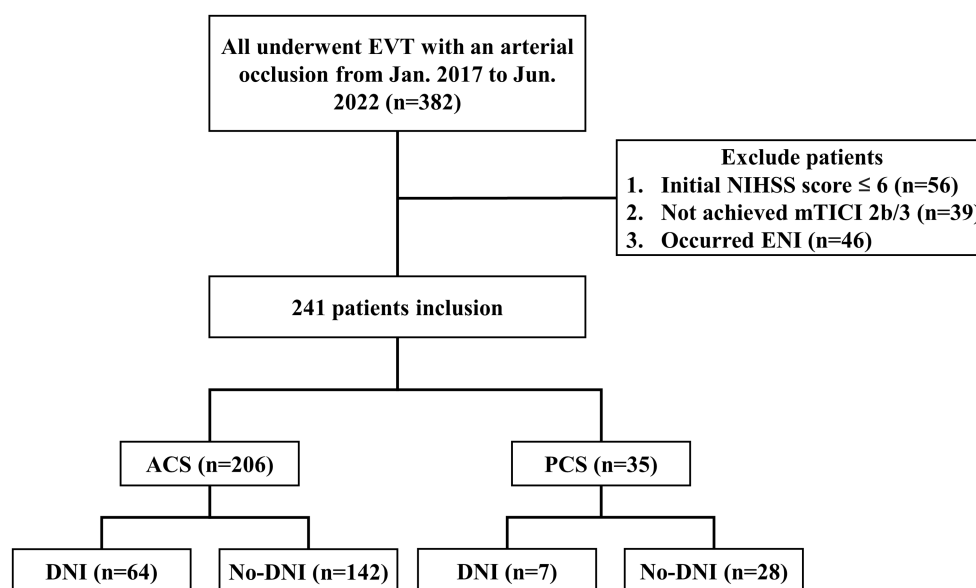 All underwent EVT with an arterial
occlusion from Jan. 2017 to Jun.
2022 (n=382)
Exclude patients
1. Initial NIHSS score ≤ 6 (n=56)
2. Not achieved mTICI 2b/3 (n=39)
3. Occurred ENI (n=46)
241 patients inclusion
ACS (n=206)
PCS (n=35)
DNI (n=64)
No-DNI (n=142)
DNI (n=7)
No-DNI (n=28)